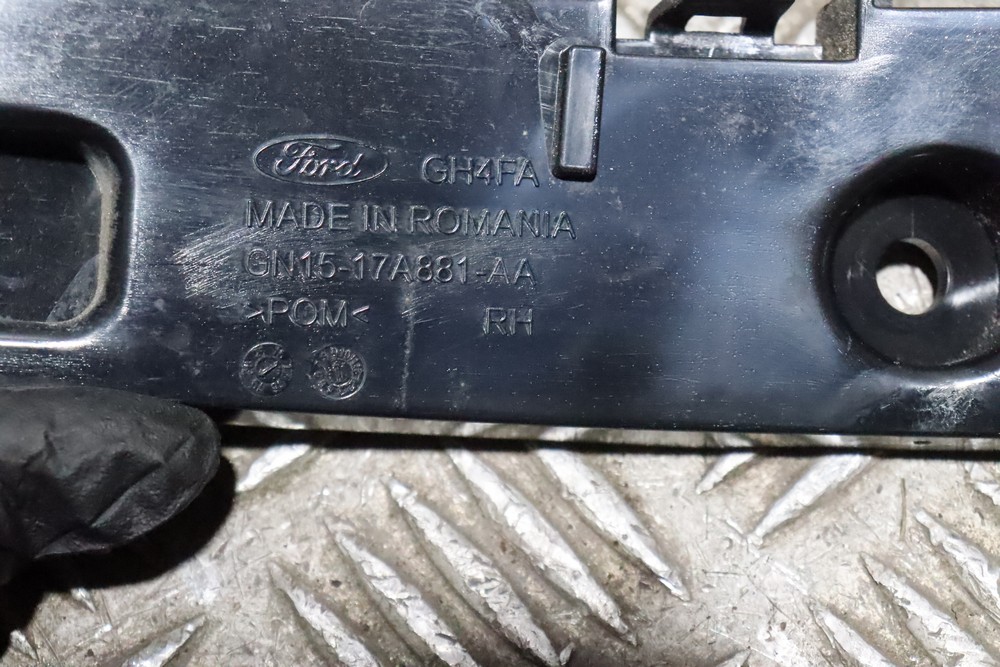 Ford GH4FA
MADE IN ROMANIA
GN15-17A881-AA
>POM< RH